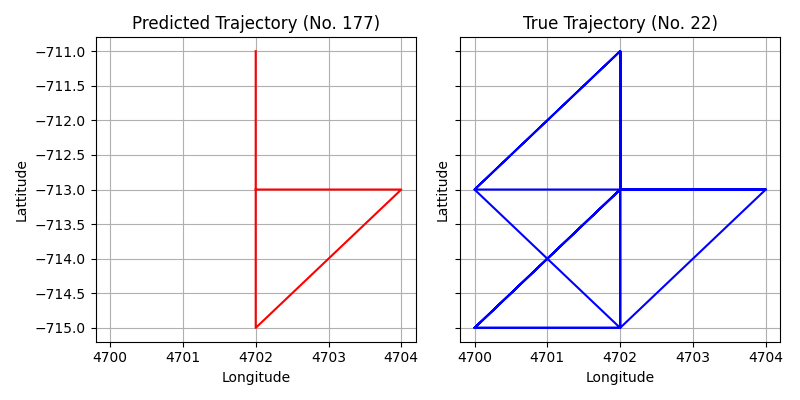 Predicted Trajectory (No. 177)
True Trajectory (No. 22)
−711.0
−711.5
−712.0
−712.5
−713.0
−713.5
−714.0
−714.5
−715.0
Lattitude
Lattitude
4700 4701 4702 4703 4704
4700 4701 4702 4703 4704
Longitude
Longitude